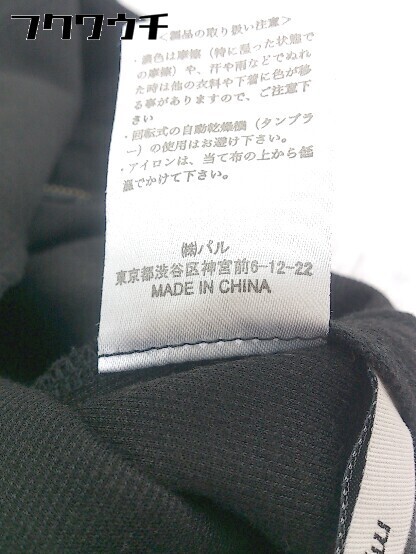 フクウクチ
＜製品の取り扱い注意＞
・濃色は摩擦（特に湿った状態で
の摩擦）や、汗や雨などでぬれ
た時は他の衣料や下着に色が移
る事がありますので、ご注意下
さい
・回転式の自動乾燥機（タンブラ
ー）の使用はお避け下さい。
・アイロンは、当て布の上から低
温でかけて下さい。
㈱パル
東京都渋谷区神宮前6-12-22
MADE IN CHINA